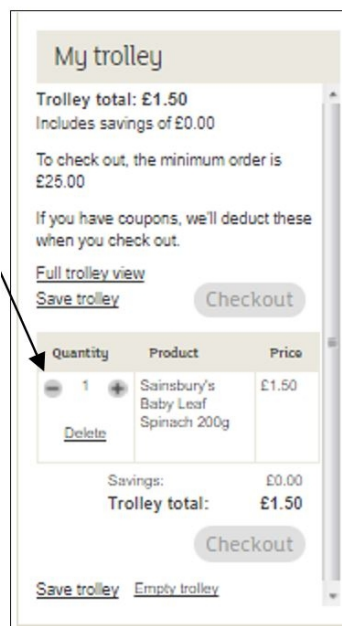 My trolley
Trolley total: £1.50
Includes savings of £0.00
To check out, the minimum order is
£25.00
If you have coupons, we'll deduct these
when you check out.
Full trolley view
Save trolley Checkout
Quantity Product Price
1 Sainsbury's £1.50
Baby Leaf
Spinach 200g
Delete
Savings: £0.00
Trolley total: £1.50
Checkout
Save trolley Empty trolley